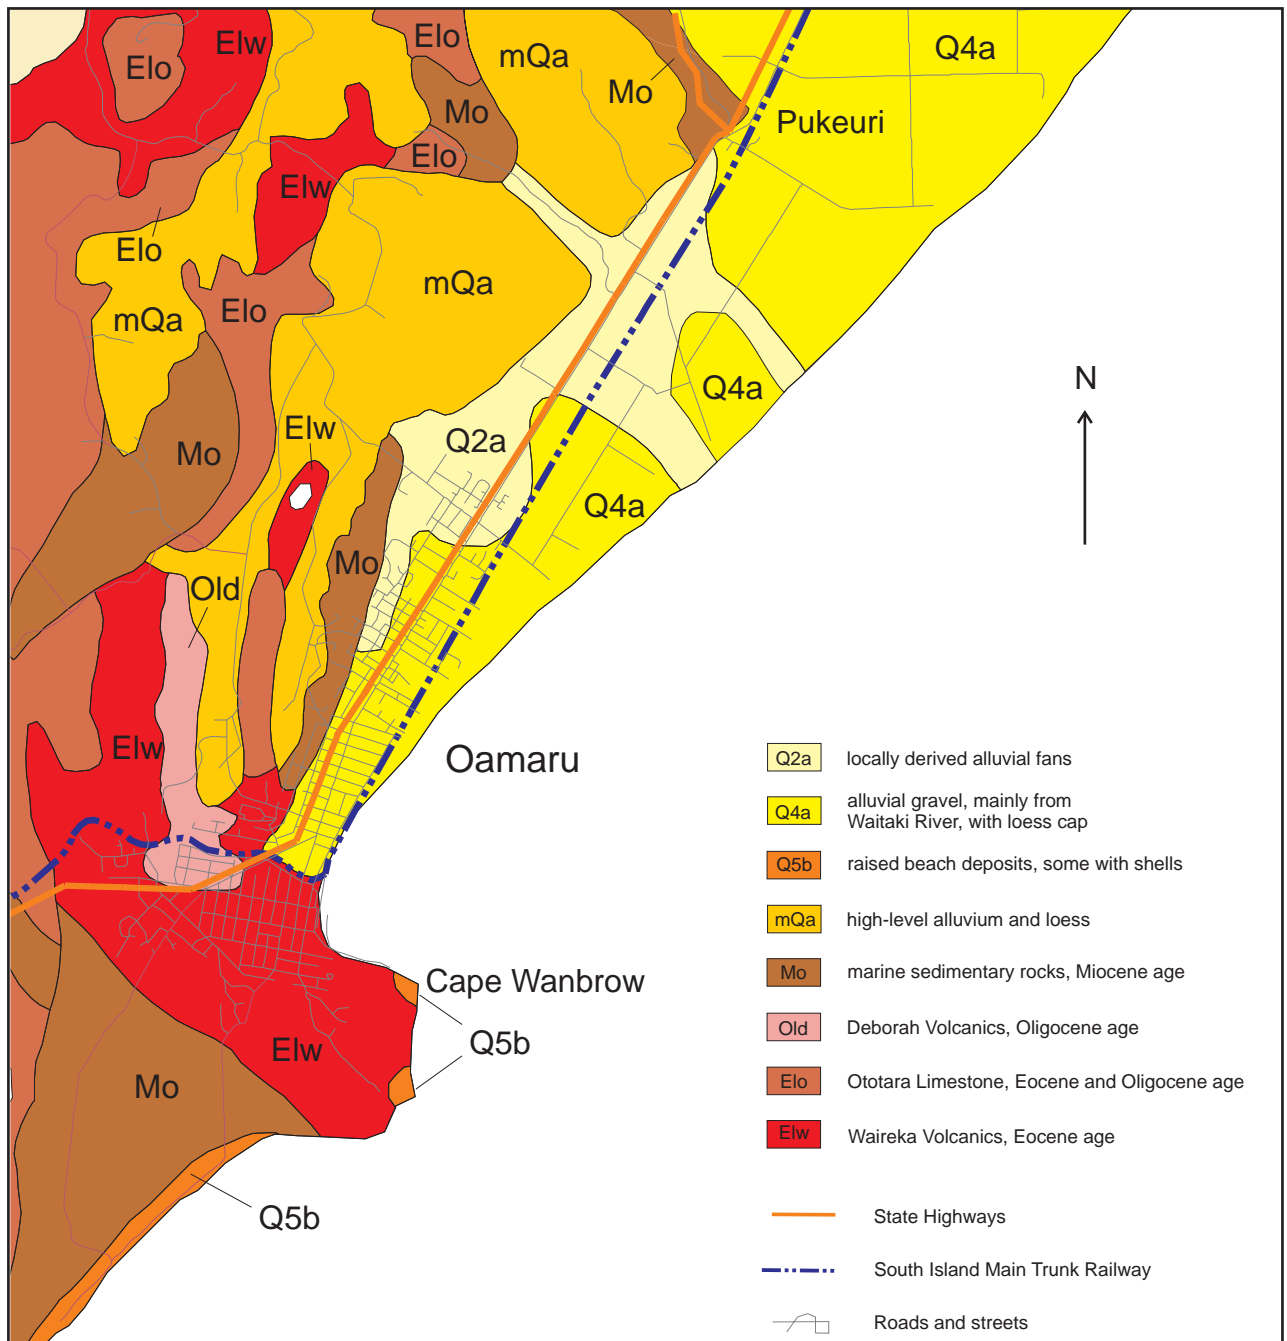 Elo
Elw
Elo
mQa
Mo
Q4a
Elo
Mo
Pukeuri
Elo
Elw
Elo
mQa
Elo
mQa
Q4a
N
Elw
Q2a
Mo
Q4a
Mo
Old
Elw
Oamaru
Cape Wanbrow
Q5b
Elw
Mo
Q5b
Q2a locally derived alluvial fans
Q4a alluvial gravel, mainly from
Waitaki River, with loess cap
Q5b raised beach deposits, some with shells
mQa high-level alluvium and loess
Mo marine sedimentary rocks, Miocene age
Old Deborah Volcanics, Oligocene age
Elo Ototara Limestone, Eocene and Oligocene age
Elw Waireka Volcanics, Eocene age
State Highways
South Island Main Trunk Railway
Roads and streets